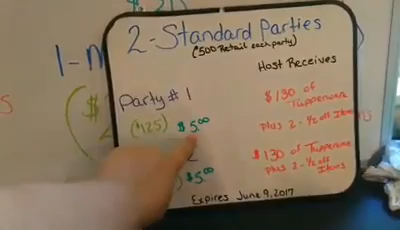 1-
2-Standard Parties
($500 Retail each party)
Host Receives
Party # 1
$130 of
Tupperware
($125) $5.00
plus 2-1/2 off Items
2
$130 of Tupperware
plus 2-1/2 off
Items
) $5.00
Expires June 9, 2017